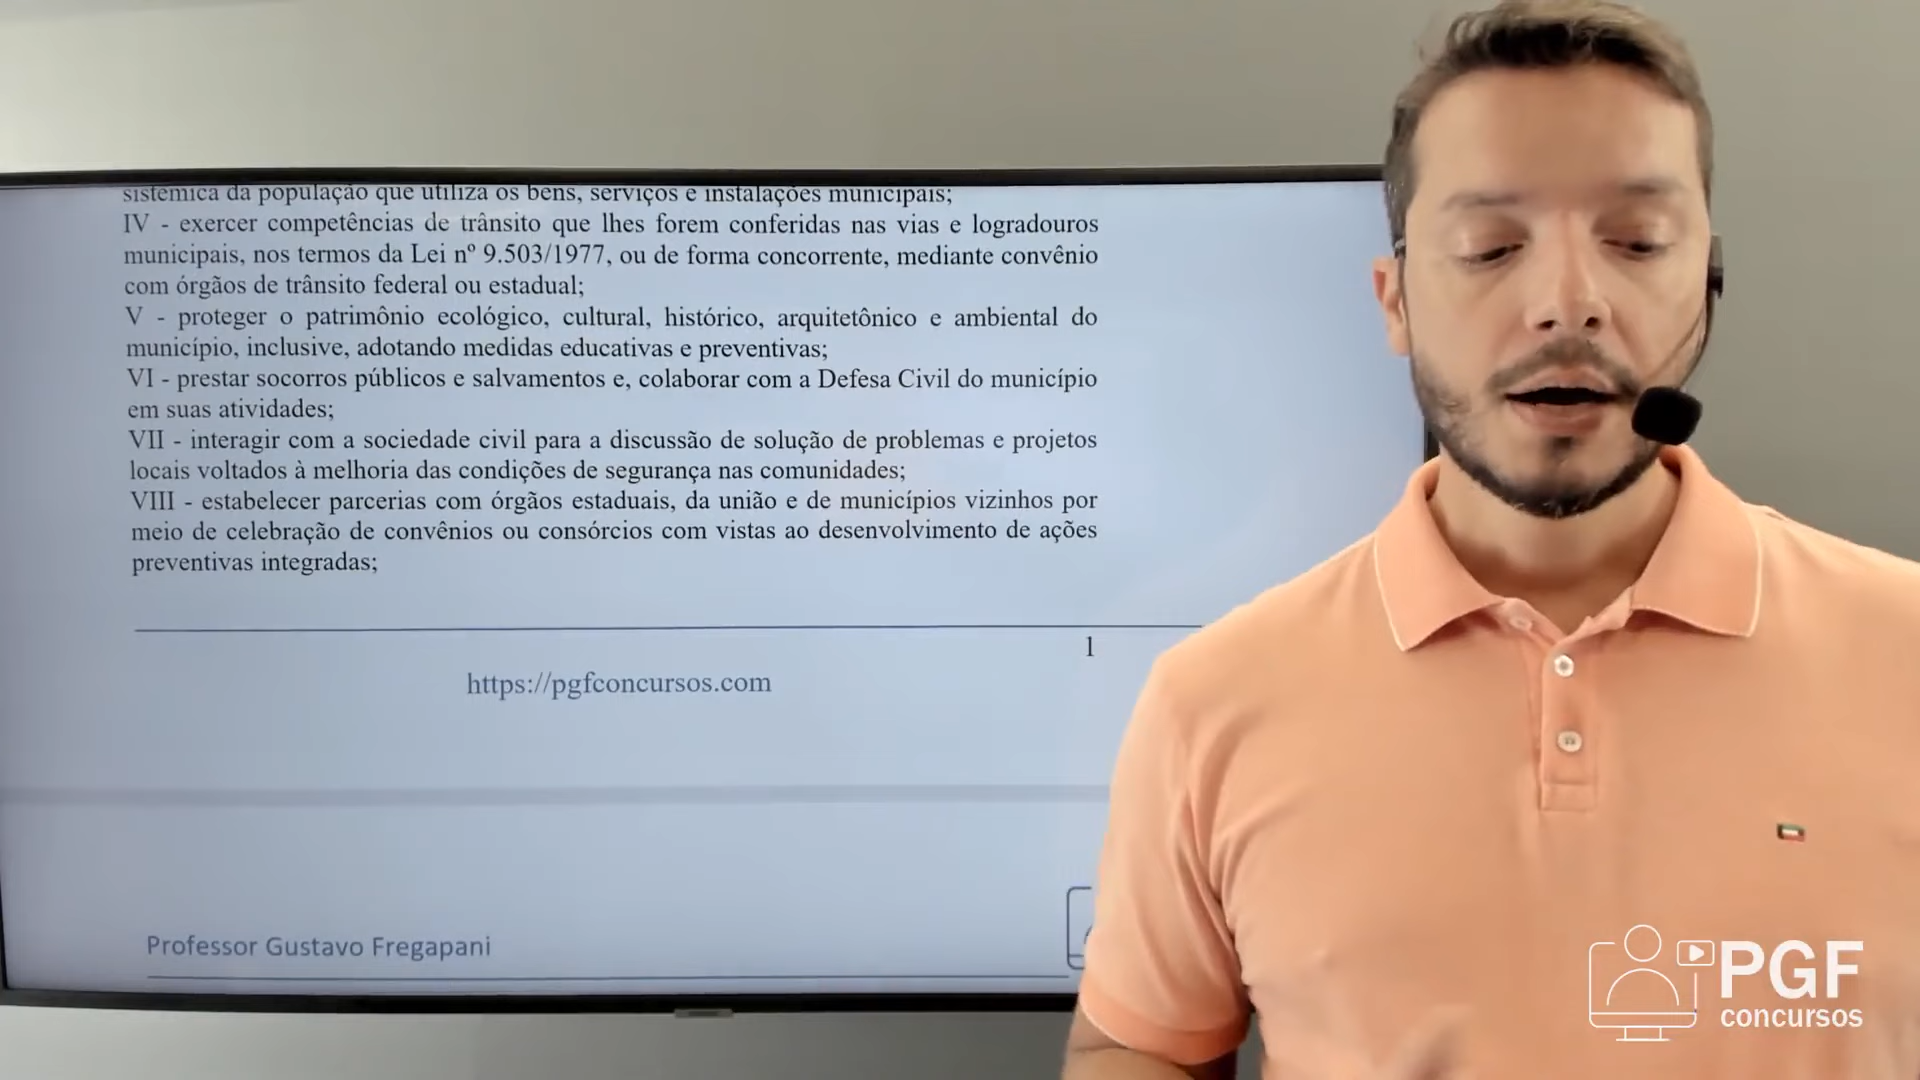 sistêmica da população que utiliza os bens, serviços e instalações municipais;
IV - exercer competências de trânsito que lhes forem conferidas nas vias e logradouros
municipais, nos termos da Lei nº 9.503/1977, ou de forma concorrente, mediante convênio
com órgãos de trânsito federal ou estadual;
V - proteger o patrimônio ecológico, cultural, histórico, arquitetônico e ambiental do
município, inclusive, adotando medidas educativas e preventivas;
VI - prestar socorros públicos e salvamentos e, colaborar com a Defesa Civil do município
em suas atividades;
VII - interagir com a sociedade civil para a discussão de solução de problemas e projetos
locais voltados à melhoria das condições de segurança nas comunidades;
VIII - estabelecer parcerias com órgãos estaduais, da união e de municípios vizinhos por
meio de celebração de convênios ou consórcios com vistas ao desenvolvimento de ações
preventivas integradas;
1
https://pgfconcursos.com
Professor Gustavo Fregapani
PGF
concursos